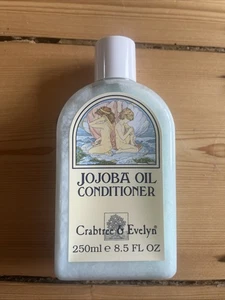 JOJOBA OIL
CONDITIONER
Crabtree & Evelyn®
250ml e 8.5 FL OZ